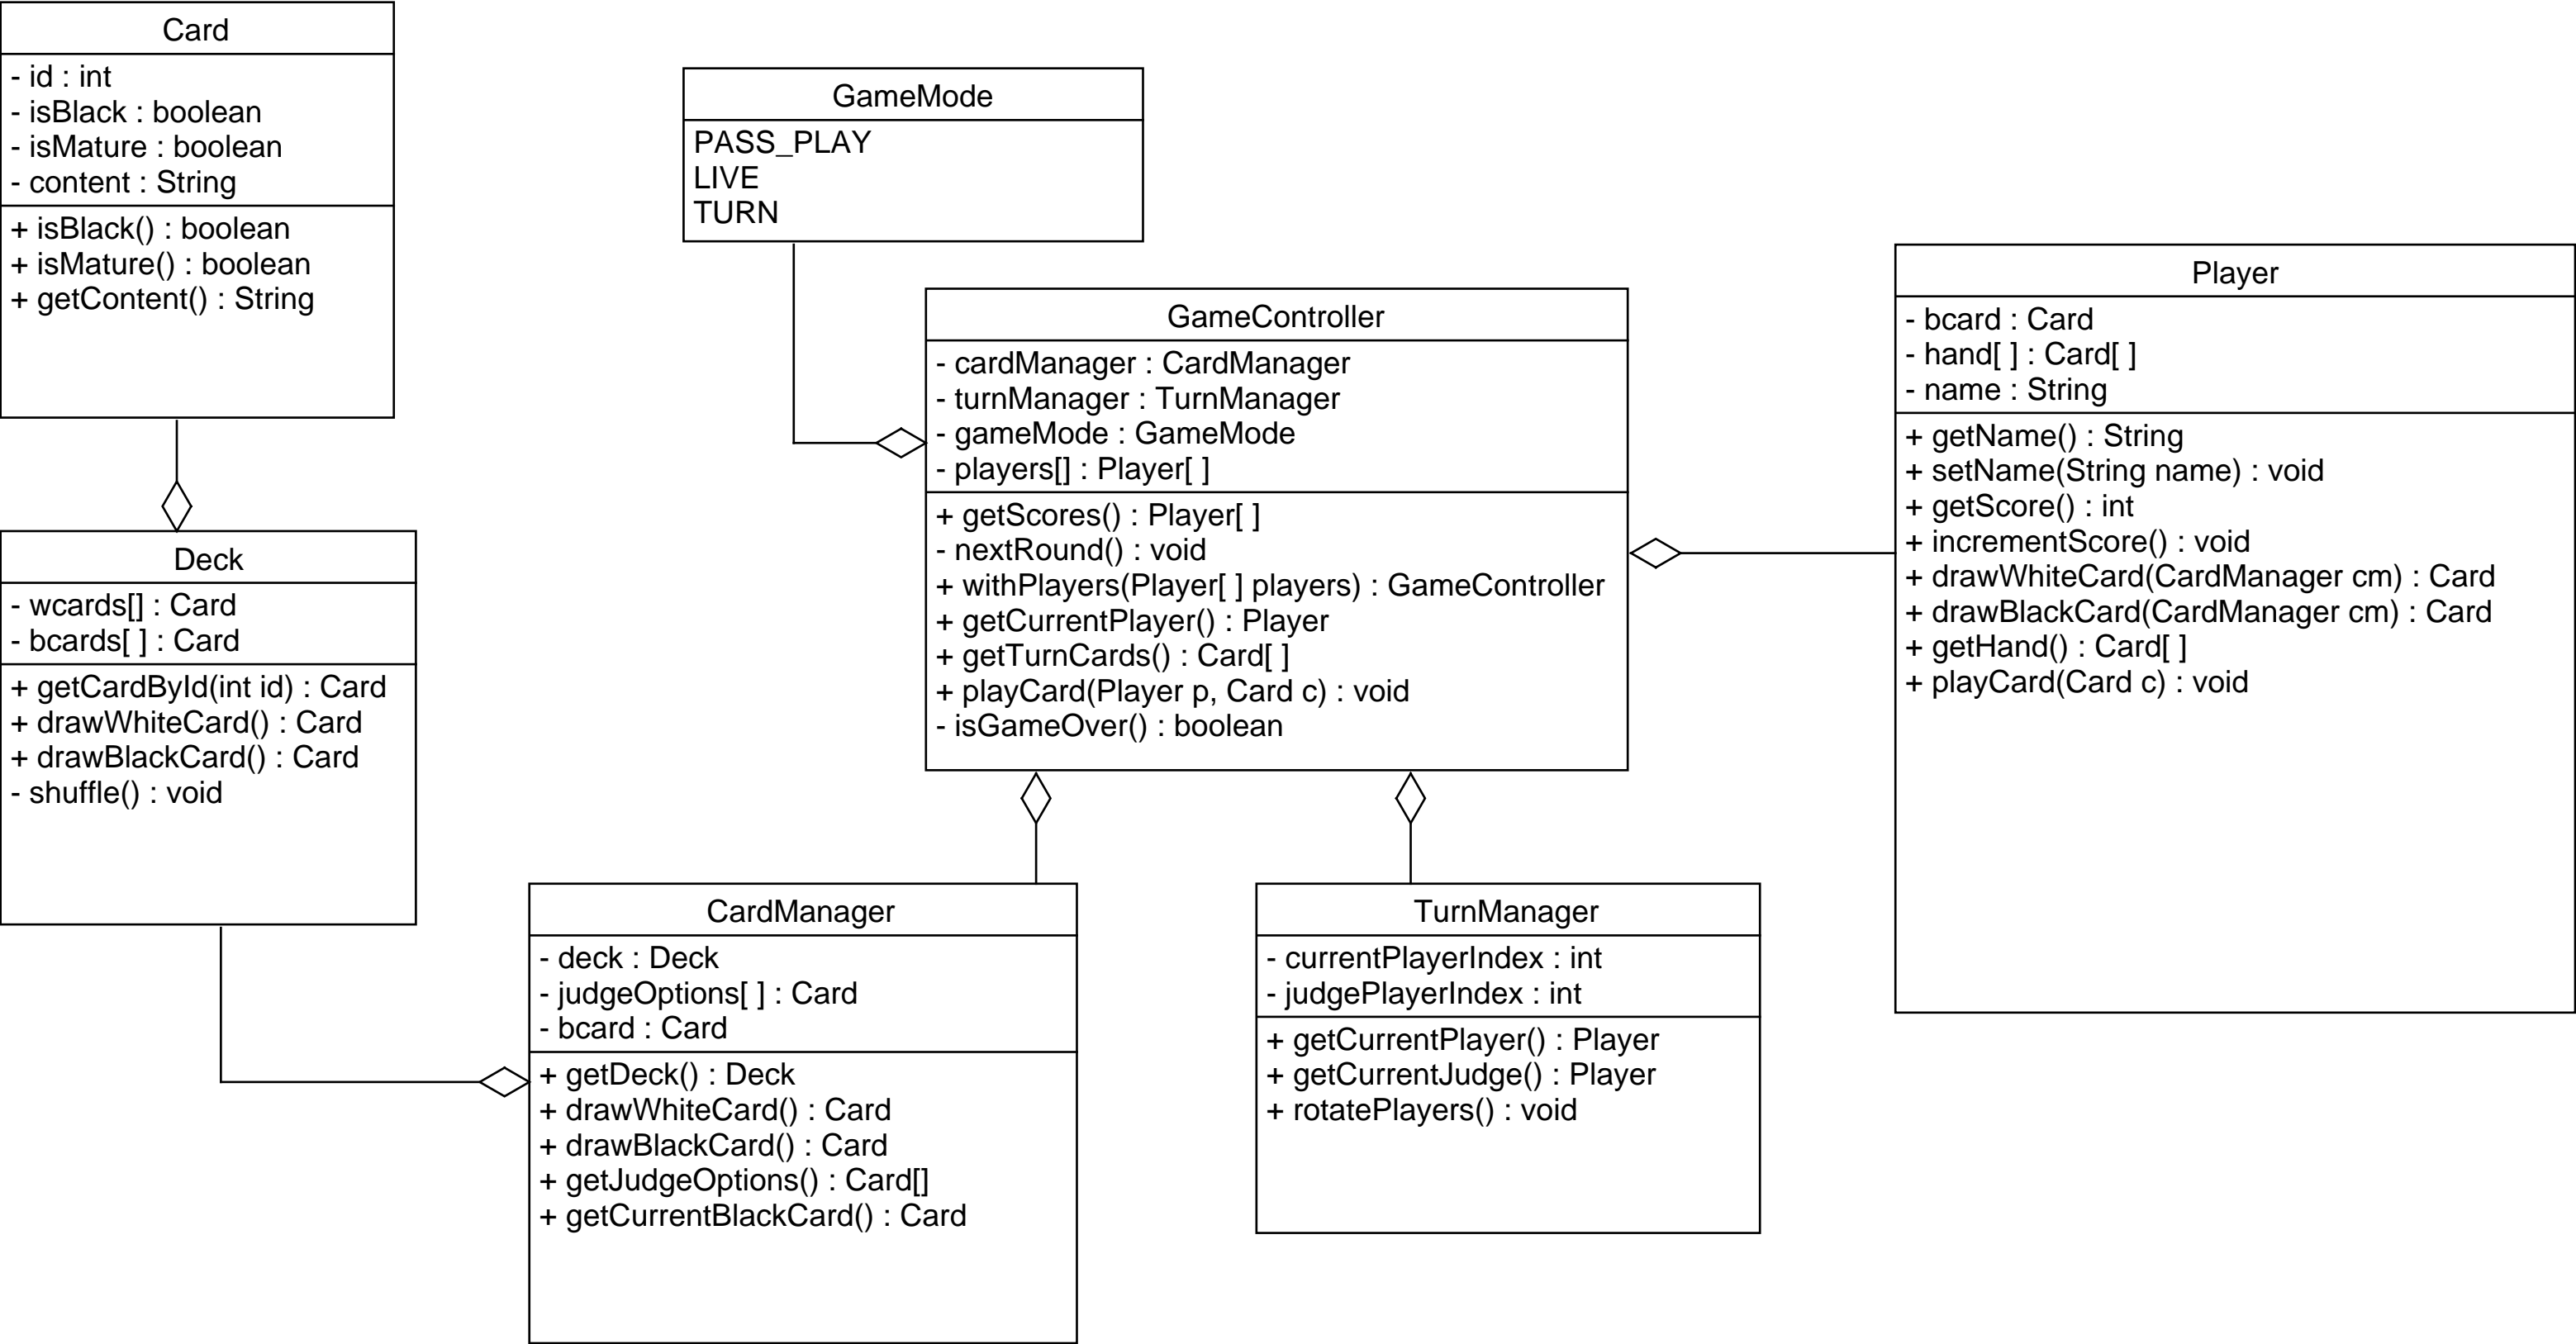 Card
- id : int
- isBlack : boolean
- isMature : boolean
- content : String
+ isBlack() : boolean
+ isMature() : boolean
+ getContent() : String
GameMode
PASS_PLAY
LIVE
TURN
GameController
- cardManager : CardManager
- turnManager : TurnManager
- gameMode : GameMode
- players[] : Player[ ]
+ getScores() : Player[ ]
- nextRound() : void
+ withPlayers(Player[ ] players) : GameController
+ getCurrentPlayer() : Player
+ getTurnCards() : Card[ ]
+ playCard(Player p, Card c) : void
- isGameOver() : boolean
Player
- bcard : Card
- hand[ ] : Card[ ]
- name : String
+ getName() : String
+ setName(String name) : void
+ getScore() : int
+ incrementScore() : void
+ drawWhiteCard(CardManager cm) : Card
+ drawBlackCard(CardManager cm) : Card
+ getHand() : Card[ ]
+ playCard(Card c) : void
Deck
- wcards[] : Card
- bcards[ ] : Card
+ getCardById(int id) : Card
+ drawWhiteCard() : Card
+ drawBlackCard() : Card
- shuffle() : void
CardManager
- deck : Deck
- judgeOptions[ ] : Card
- bcard : Card
+ getDeck() : Deck
+ drawWhiteCard() : Card
+ drawBlackCard() : Card
+ getJudgeOptions() : Card[]
+ getCurrentBlackCard() : Card
TurnManager
- currentPlayerIndex : int
- judgePlayerIndex : int
+ getCurrentPlayer() : Player
+ getCurrentJudge() : Player
+ rotatePlayers() : void